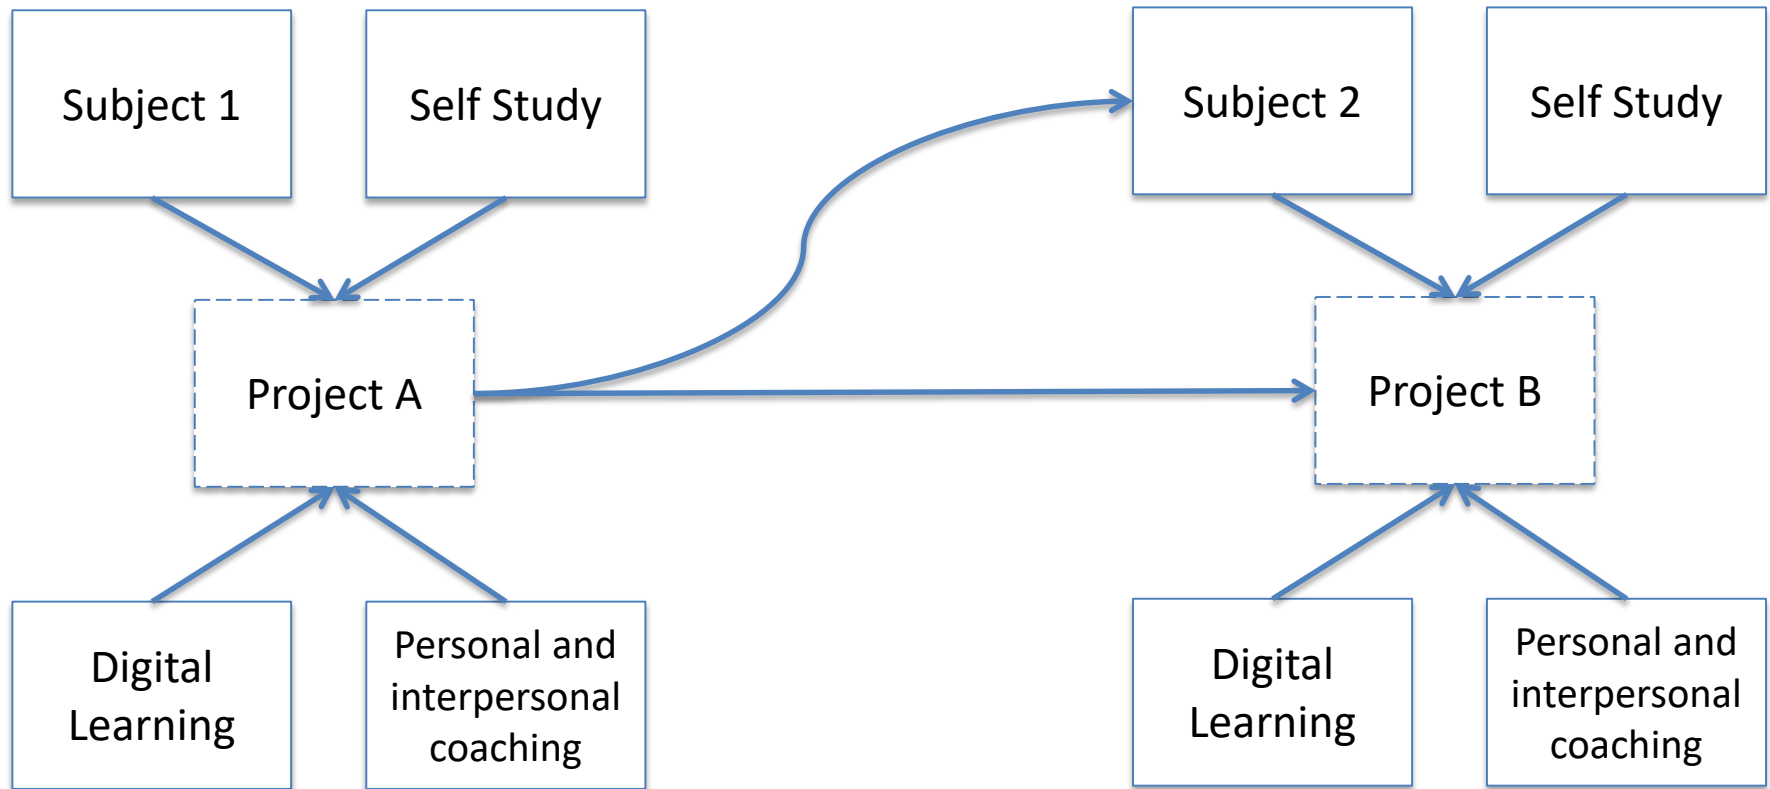 Subject 1
Self Study
Subject 2
Self Study
Project A
Project B
Digital
Learning
Personal and
interpersonal
coaching
Digital
Learning
Personal and
interpersonal
coaching